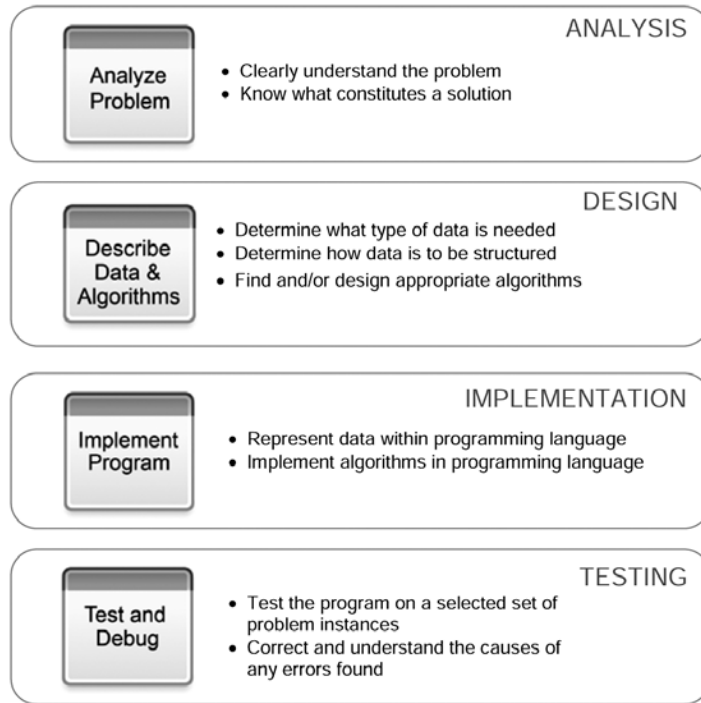 ANALYSIS
Analyze
Problem
• Clearly understand the problem
• Know what constitutes a solution
DESIGN
Describe
Data &
Algorithms
• Determine what type of data is needed
• Determine how data is to be structured
• Find and/or design appropriate algorithms
IMPLEMENTATION
Implement
Program
• Represent data within programming language
• Implement algorithms in programming language
TESTING
Test and
Debug
• Test the program on a selected set of
problem instances
• Correct and understand the causes of
any errors found